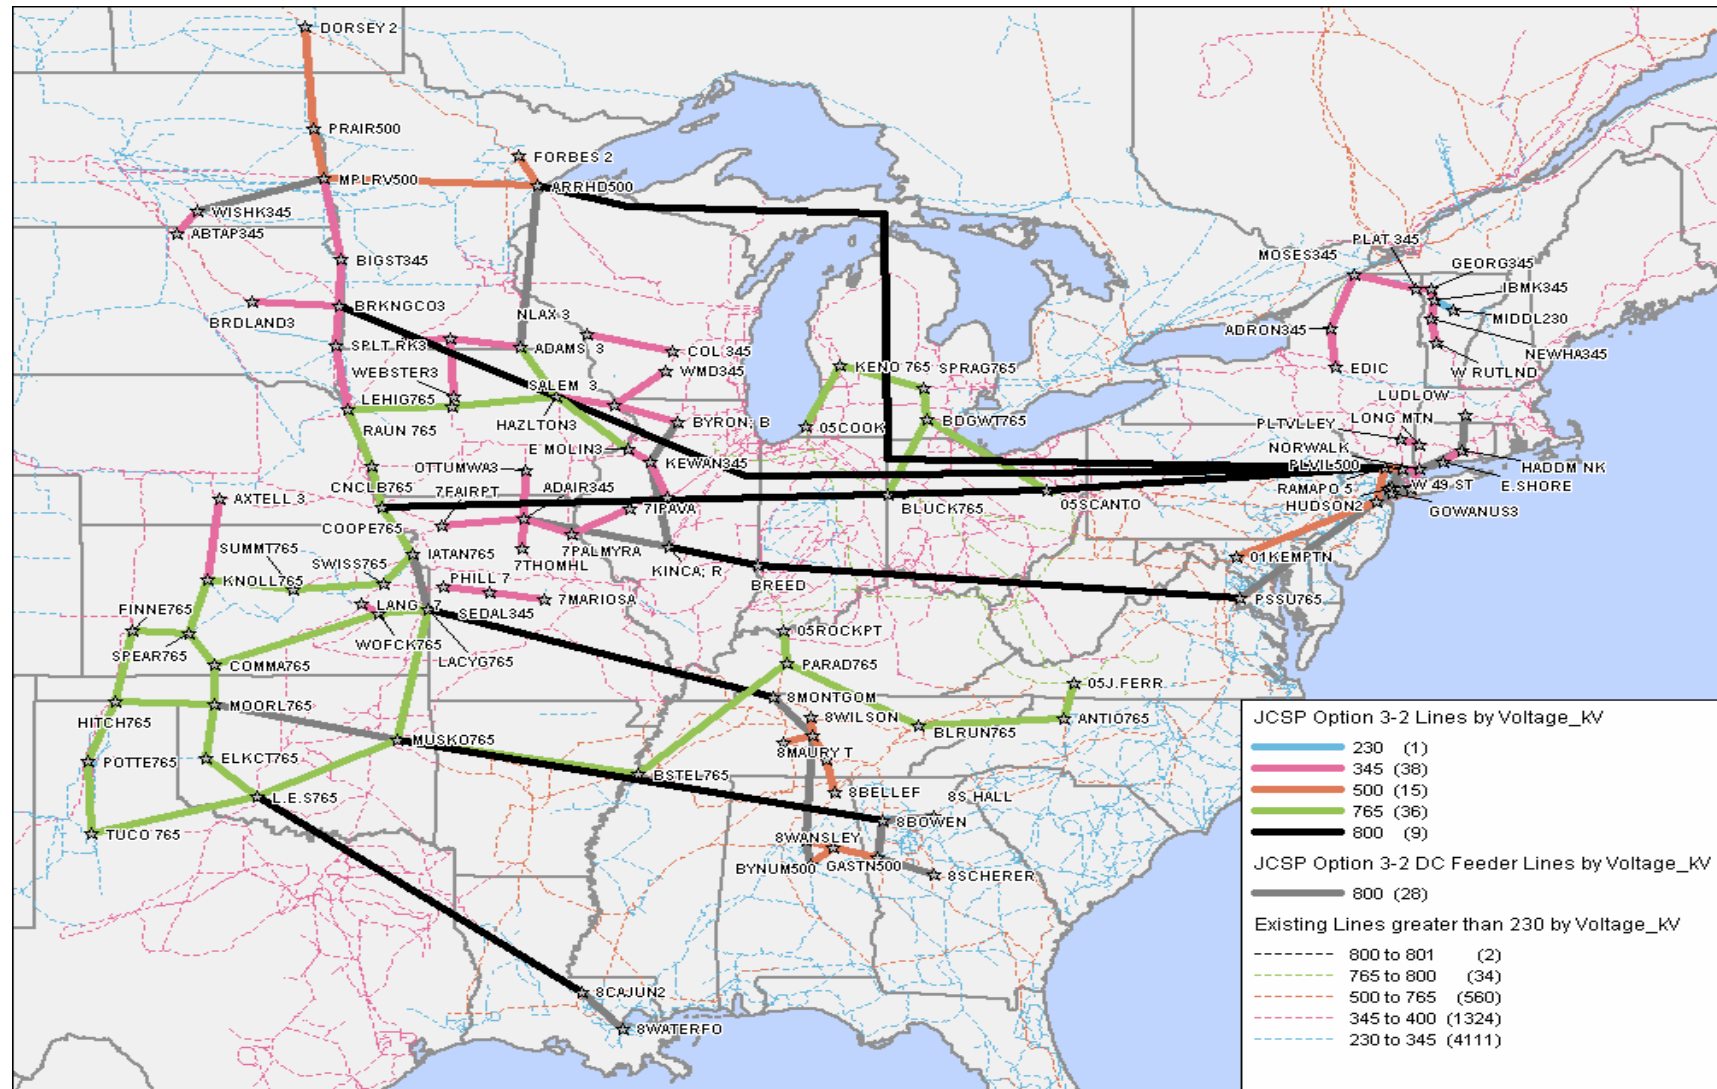 DORSEY 2
PRAIR500
FORBES 2
MPLRV500
ARRHD500
WISHK345
ABTAP345
PLAT 345
MOSES345
BIGST345
GEORG345
IBMK345
BRKNGCO3
NLAX 3
MIDDL230
BRDLAND3
ADRON345
SPLT RK3
ADAMS 3
COL 345
NEWHA345
WEBSTER3
WMD345
KENO 765
SPRAG765
EDIC
W RUTLND
SALEM 3
LEHIG765
LUDLOW
HAZLTON3
BYRON; B
05COOK
BDGWT765
PLTVLLEY
LONG MTN
RAUN 765
E MOLIN3
NORWALK
OTTUMWA3
KEWAN345
PLVIL500
HADDM NK
CNCLB765
7FAIRPT
ADAIR345
RAMAPO 5
W 49 ST
E.SHORE
AXTELL 3
7IPAVA
BLUCK765
05SCANTO
HUDSON2
GOWANUS3
COOPE765
SUMMT765
IATAN765
7PALMYRA
SWISS765
7THOMHL
KINCA; R
BREED
01KEMPTN
KNOLL765
PHILL 7
7MARIOSA
PSSU765
FINNE765
LANG 7
SEDAL345
05ROCKPT
SPEAR765
WOFCK765
COMMA765
LACYG765
PARAD765
05J.FERR
8MONTGOM
HITCH765
MOORL765
8WILSON
ANTIO765
MUSKO765
BLRUN765
POTTE765
ELKCT765
8MAURY T
BSTEL765
8BELLEF
L.E.S765
8S.HALL
TUCO 765
8BOWEN
8WANSLEY
BYNUM500
GASTN500
8SCHERER
8CAJUN2
8WATERFO
JCSP Option 3-2 Lines by Voltage_kV
230 (1)
345 (38)
500 (15)
765 (36)
800 (9)
JCSP Option 3-2 DC Feeder Lines by Voltage_kV
800 (28)
Existing Lines greater than 230 by Voltage_kV
800 to 801 (2)
765 to 800 (34)
500 to 765 (560)
345 to 400 (1324)
230 to 345 (4111)